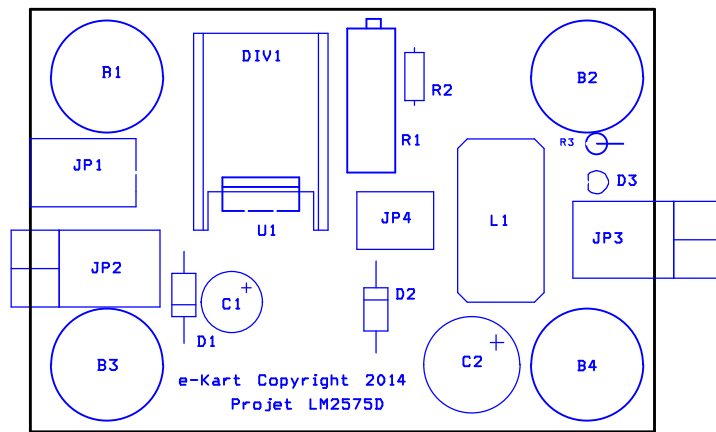 B1
DIV1
B2
R2
R1
R3
JP1
D3
JP4
L1
U1
JP3
JP2
D2
C1
D1
B3
C2
B4
e-Kart Copyright 2014
Projet LM2575D